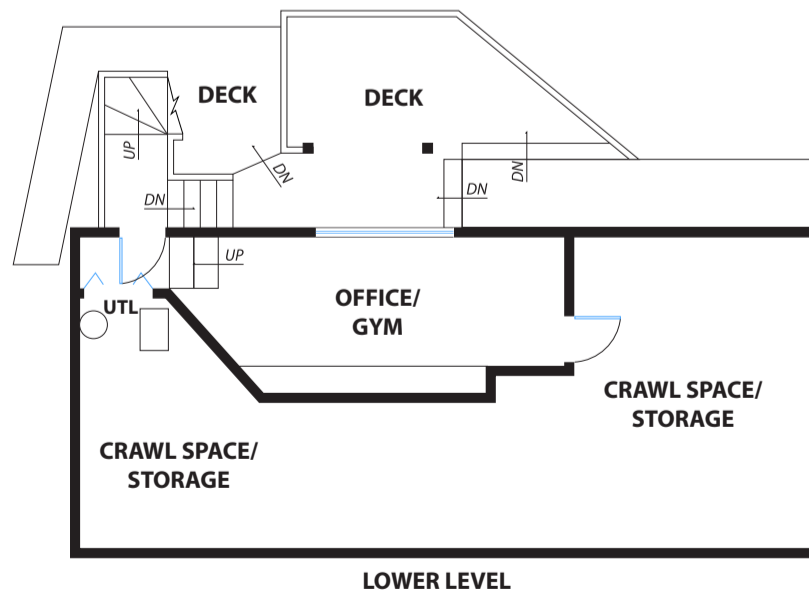 DECK
DECK
UP
DN
DN
DN
DN
UP
OFFICE/
GYM
UTL
CRAWL SPACE/
STORAGE
CRAWL SPACE/
STORAGE
LOWER LEVEL